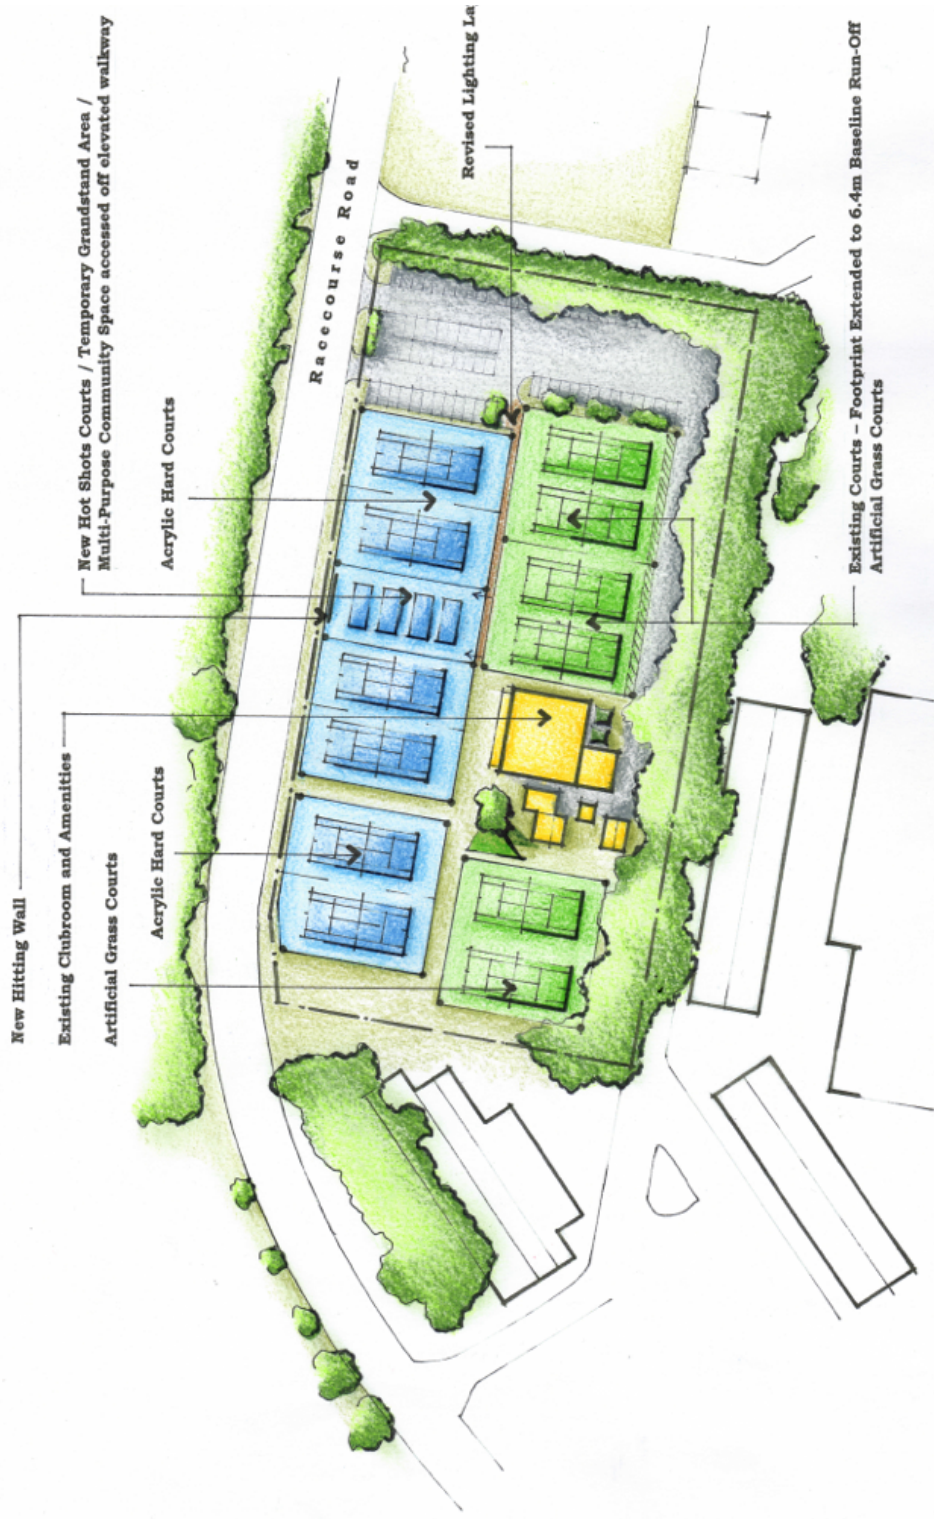 New Hitting Wall
Existing Clubroom and Amenities
New Hot Shots Courts / Temporary Grandstand Area /
Multi-Purpose Community Space accessed off elevated walkway
Artificial Grass Courts
Acrylic Hard Courts
Acrylic Hard Courts
Racecourse Road
Revised Lighting
Existing Courts – Footprint Extended to 6.4m Baseline Run-Off
Artificial Grass Courts